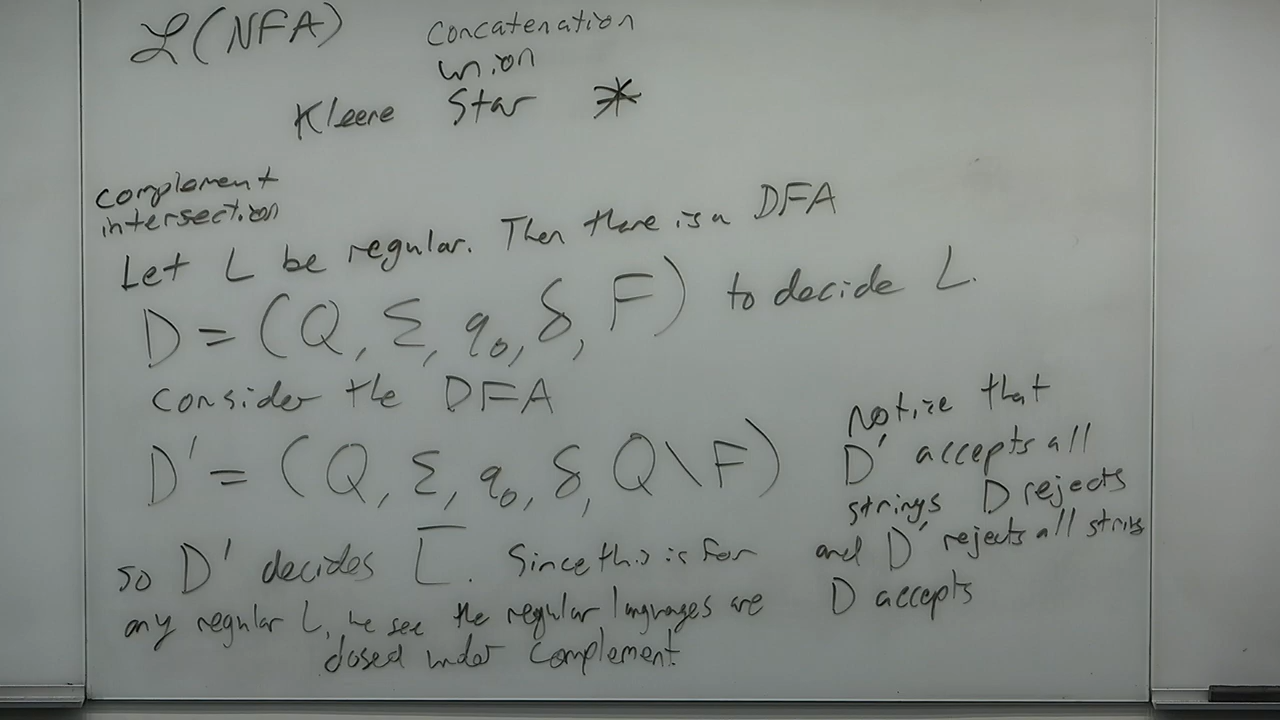 ℒ(NFA)
Concatenation
union
Kleene Star *
complement
intersection
Let L be regular. Then there is a DFA
D = (Q, Σ, q₀, δ, F) to decide L.
Consider the DFA
D' = (Q, Σ, q₀, δ, Q\F)
Notice that
D' accepts all
strings D rejects
and D' rejects all strings
D accepts
so D' decides L̅. Since this is for
any regular L, we see the regular languages are
closed under complement.